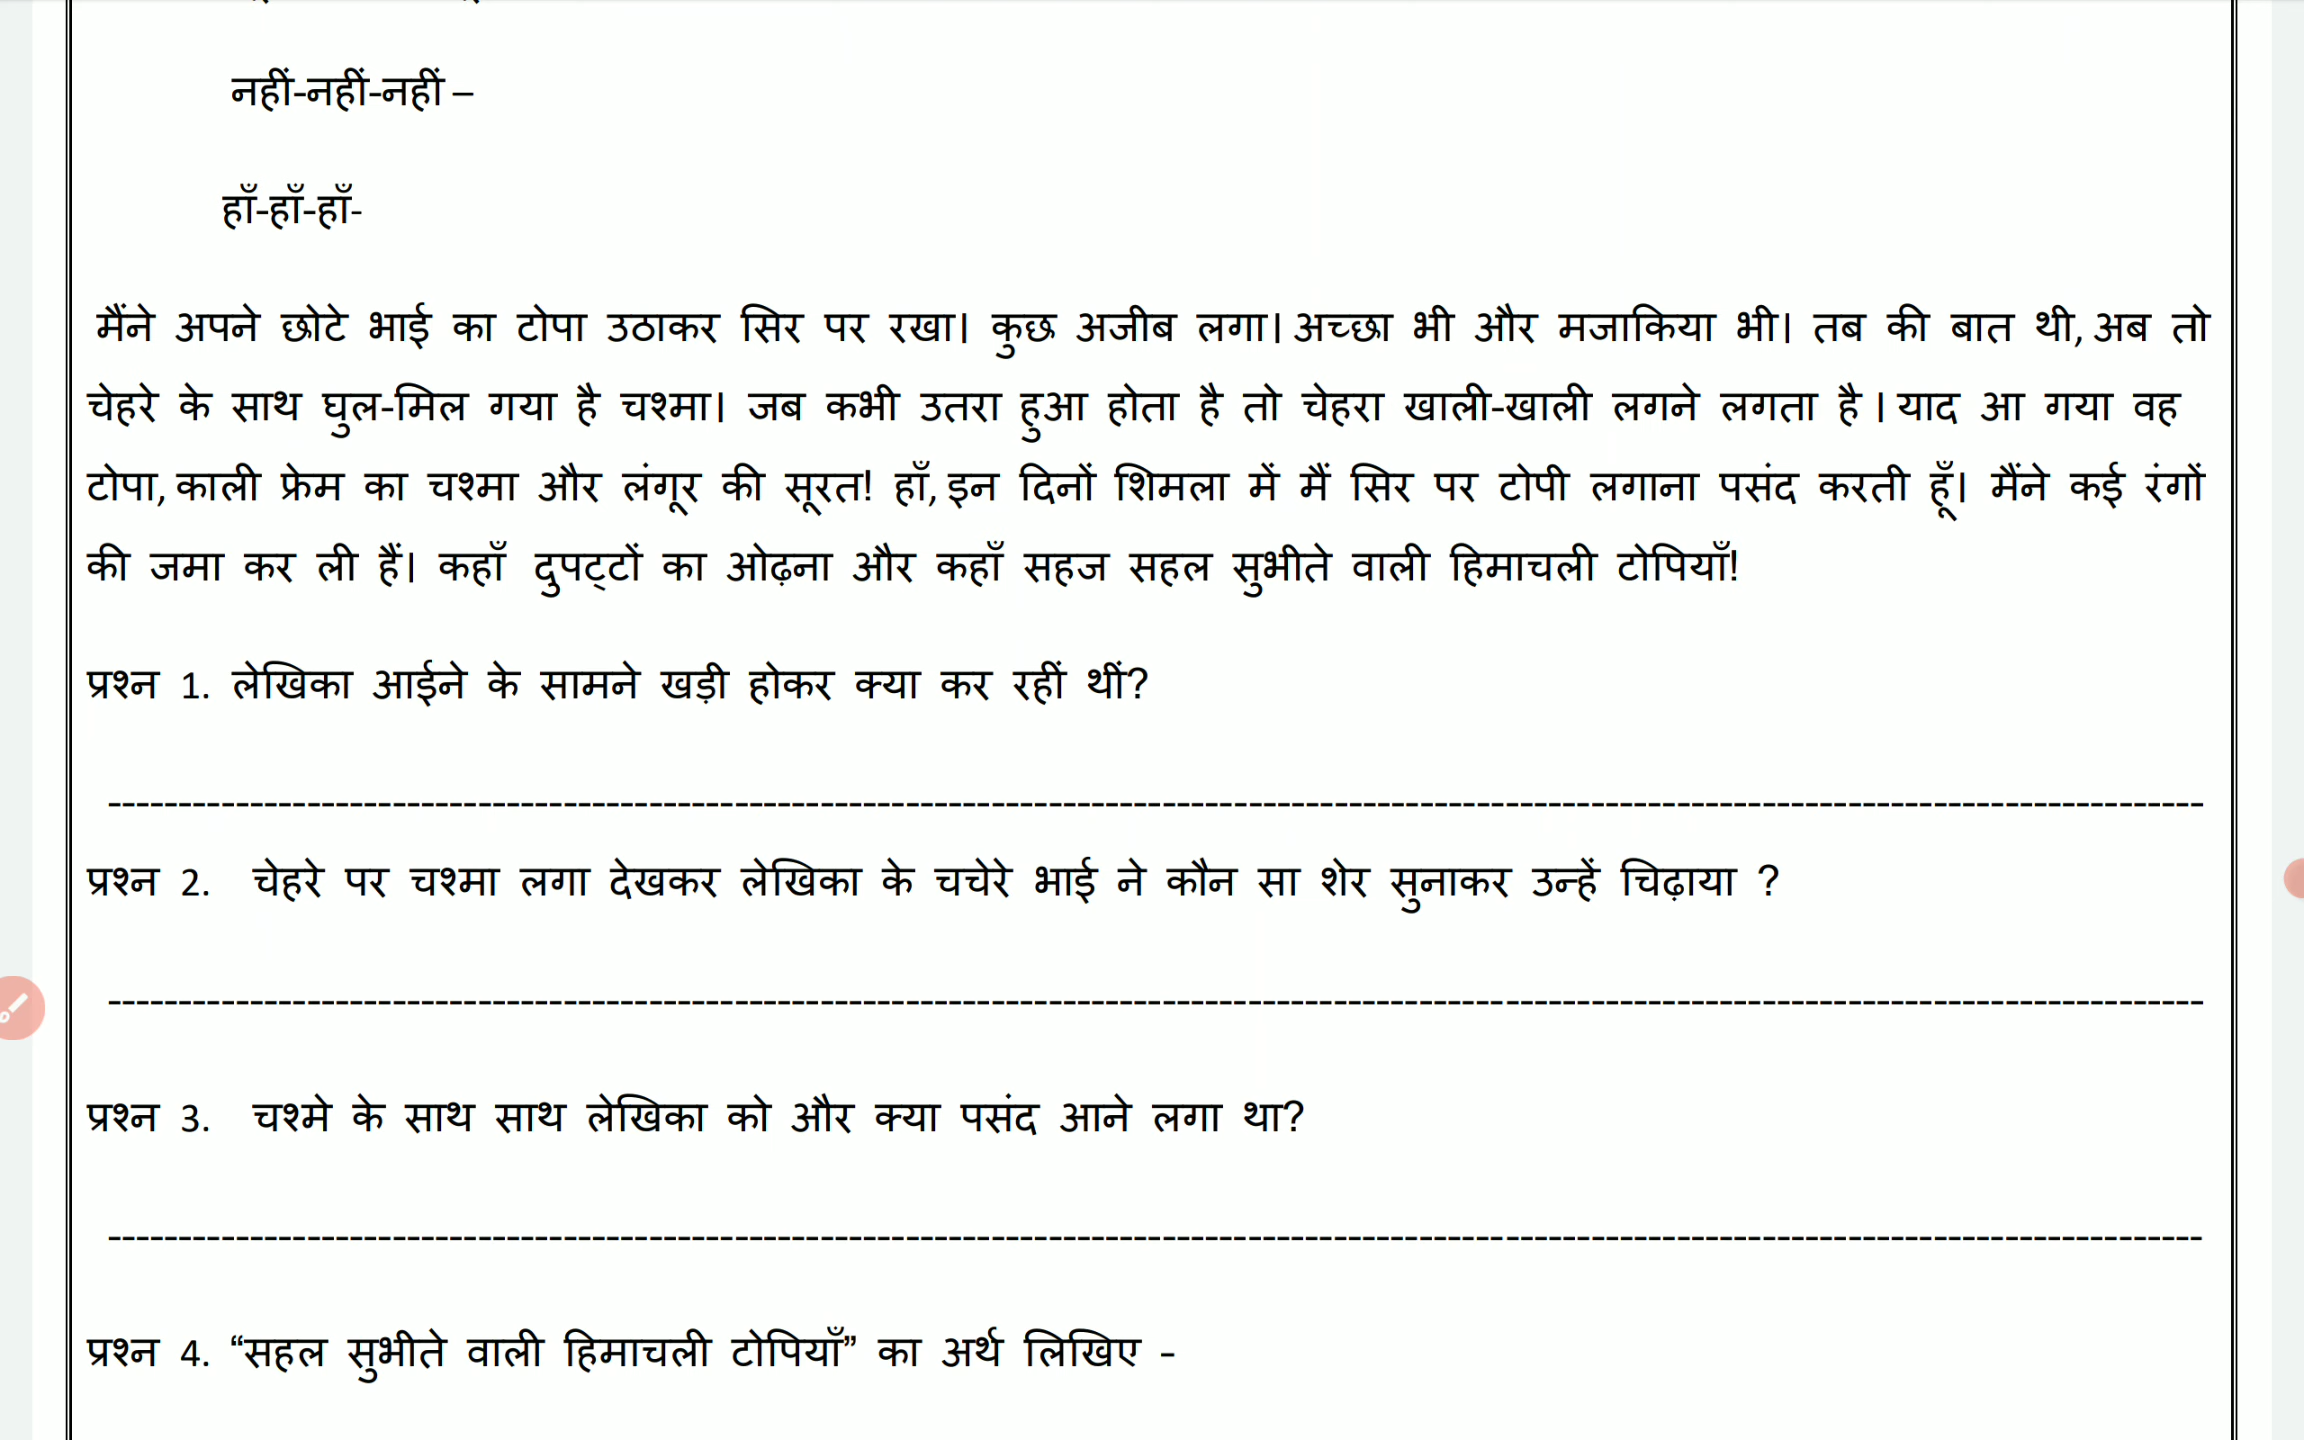 नहीं-नहीं-नहीं –
हाँ-हाँ-हाँ-
मैंने अपने छोटे भाई का टोपा उठाकर सिर पर रखा। कुछ अजीब लगा। अच्छा भी और मजाकिया भी। तब की बात थी, अब तो
चेहरे के साथ घुल-मिल गया है चश्मा। जब कभी उतरा हुआ होता है तो चेहरा खाली-खाली लगने लगता है । याद आ गया वह
टोपा, काली फ्रेम का चश्मा और लंगूर की सूरत! हाँ, इन दिनों शिमला में मैं सिर पर टोपी लगाना पसंद करती हूँ। मैंने कई रंगों
की जमा कर ली हैं। कहाँ दुपट्टों का ओढ़ना और कहाँ सहज सहल सुभीते वाली हिमाचली टोपियाँ!
प्रश्न 1. लेखिका आईने के सामने खड़ी होकर क्या कर रहीं थीं?
प्रश्न 2. चेहरे पर चश्मा लगा देखकर लेखिका के चचेरे भाई ने कौन सा शेर सुनाकर उन्हें चिढ़ाया ?
प्रश्न 3. चश्मे के साथ साथ लेखिका को और क्या पसंद आने लगा था?
प्रश्न 4. “सहल सुभीते वाली हिमाचली टोपियाँ” का अर्थ लिखिए -